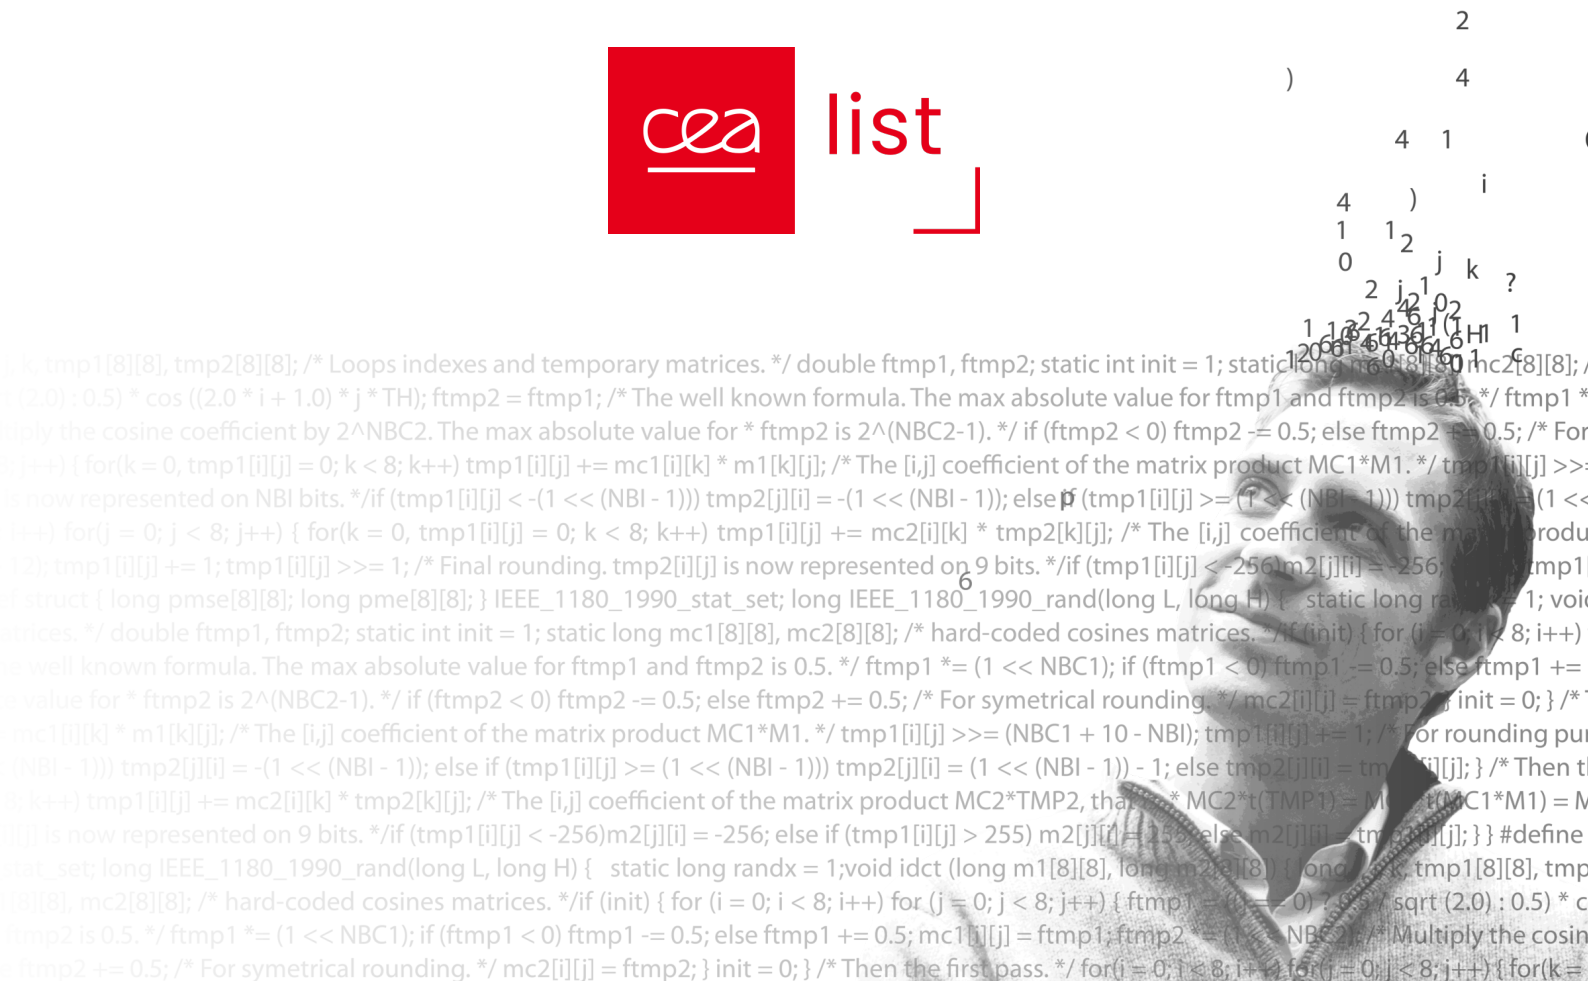 cea list
k, tmp1[8][8], tmp2[8][8]; /* Loops indexes and temporary matrices. */ double ftmp1, ftmp2; static int init = 1; static long mc1[8][8], mc2[8][8];
(2.0) : 0.5) * cos ((2.0 * i + 1.0) * j * TH); ftmp2 = ftmp1; /* The well known formula. The max absolute value for ftmp1 and ftmp2 is 0.5. */ ftmp1 *
the cosine coefficient by 2^NBC2. The max absolute value for * ftmp2 is 2^(NBC2-1). */ if (ftmp2 < 0) ftmp2 -= 0.5; else ftmp2 += 0.5; /* For
j++) { for(k = 0, tmp1[i][j] = 0; k < 8; k++) tmp1[i][j] += mc1[i][k] * m1[k][j]; /* The [i,j] coefficient of the matrix product MC1*M1. */ tmp1[i][j] >>=
is now represented on NBI bits. */if (tmp1[i][j] < -(1 << (NBI - 1))) tmp2[j][i] = -(1 << (NBI - 1)); else if (tmp1[i][j] >= (1 << (NBI - 1))) tmp2[j][i] = (1 <<
for(j = 0; j < 8; j++) { for(k = 0, tmp1[i][j] = 0; k < 8; k++) tmp1[i][j] += mc2[i][k] * tmp2[k][j]; /* The [i,j] coefficient of the matrix produ
12); tmp1[i][j] += 1; tmp1[i][j] >>= 1; /* Final rounding. tmp2[i][j] is now represented on 9 bits. */if (tmp1[i][j] < -256)m2[j][i] = -256; tmp1[
struct { long pmse[8][8]; long pme[8][8]; } IEEE_1180_1990_stat_set; long IEEE_1180_1990_rand(long L, long H) { static long randx = 1; void
*/ double ftmp1, ftmp2; static int init = 1; static long mc1[8][8], mc2[8][8]; /* hard-coded cosines matrices. */if (init) { for (i = 0; i < 8; i++)
well known formula. The max absolute value for ftmp1 and ftmp2 is 0.5. */ ftmp1 *= (1 << NBC1); if (ftmp1 < 0) ftmp1 -= 0.5; else ftmp1 +=
value for * ftmp2 is 2^(NBC2-1). */ if (ftmp2 < 0) ftmp2 -= 0.5; else ftmp2 += 0.5; /* For symetrical rounding. */ mc2[i][j] = ftmp2; } init = 0; } /*
mc1[i][k] * m1[k][j]; /* The [i,j] coefficient of the matrix product MC1*M1. */ tmp1[i][j] >>= (NBC1 + 10 - NBI); tmp1[i][j] += 1; /* For rounding pur
(NBI - 1))) tmp2[j][i] = -(1 << (NBI - 1)); else if (tmp1[i][j] >= (1 << (NBI - 1))) tmp2[j][i] = (1 << (NBI - 1)) - 1; else tmp2[j][i] = tmp1[i][j]; } /* Then
k++) tmp1[i][j] += mc2[i][k] * tmp2[k][j]; /* The [i,j] coefficient of the matrix product MC2*TMP2, that is, * MC2*t(TMP1) = MC2*t(MC1*M1) = M
is now represented on 9 bits. */if (tmp1[i][j] < -256)m2[j][i] = -256; else if (tmp1[i][j] > 255) m2[j][i] = 255; else m2[j][i] = tmp1[i][j]; } } #define
stat_set; long IEEE_1180_1990_rand(long L, long H) { static long randx = 1;void idct (long m1[8][8], long m2[8][8]) { long i, j, k, tmp1[8][8], tmp
mc2[8][8]; /* hard-coded cosines matrices. */if (init) { for (i = 0; i < 8; i++) for (j = 0; j < 8; j++) { ftmp1 = ((j == 0) ? 0.5 / sqrt (2.0) : 0.5) * c
ftmp2 is 0.5. */ ftmp1 *= (1 << NBC1); if (ftmp1 < 0) ftmp1 -= 0.5; else ftmp1 += 0.5; mc1[i][j] = ftmp1; ftmp2 *= (1 << NBC2); /* Multiply the cosin
ftmp2 += 0.5; /* For symetrical rounding. */ mc2[i][j] = ftmp2; } init = 0; } /* Then the first pass. */ for(i = 0; i < 8; i++) for(j = 0; j < 8; j++) { for(k =